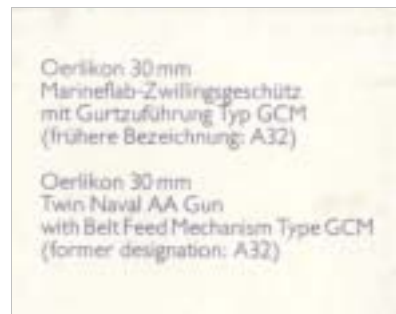 Oerlikon 30 mm
Marineflab-Zwillingsgeschütz
mit Gurtzuführung Typ GCM
(frühere Bezeichnung: A32)
Oerlikon 30 mm
Twin Naval AA Gun
with Belt Feed Mechanism Type GCM
(former designation: A32)